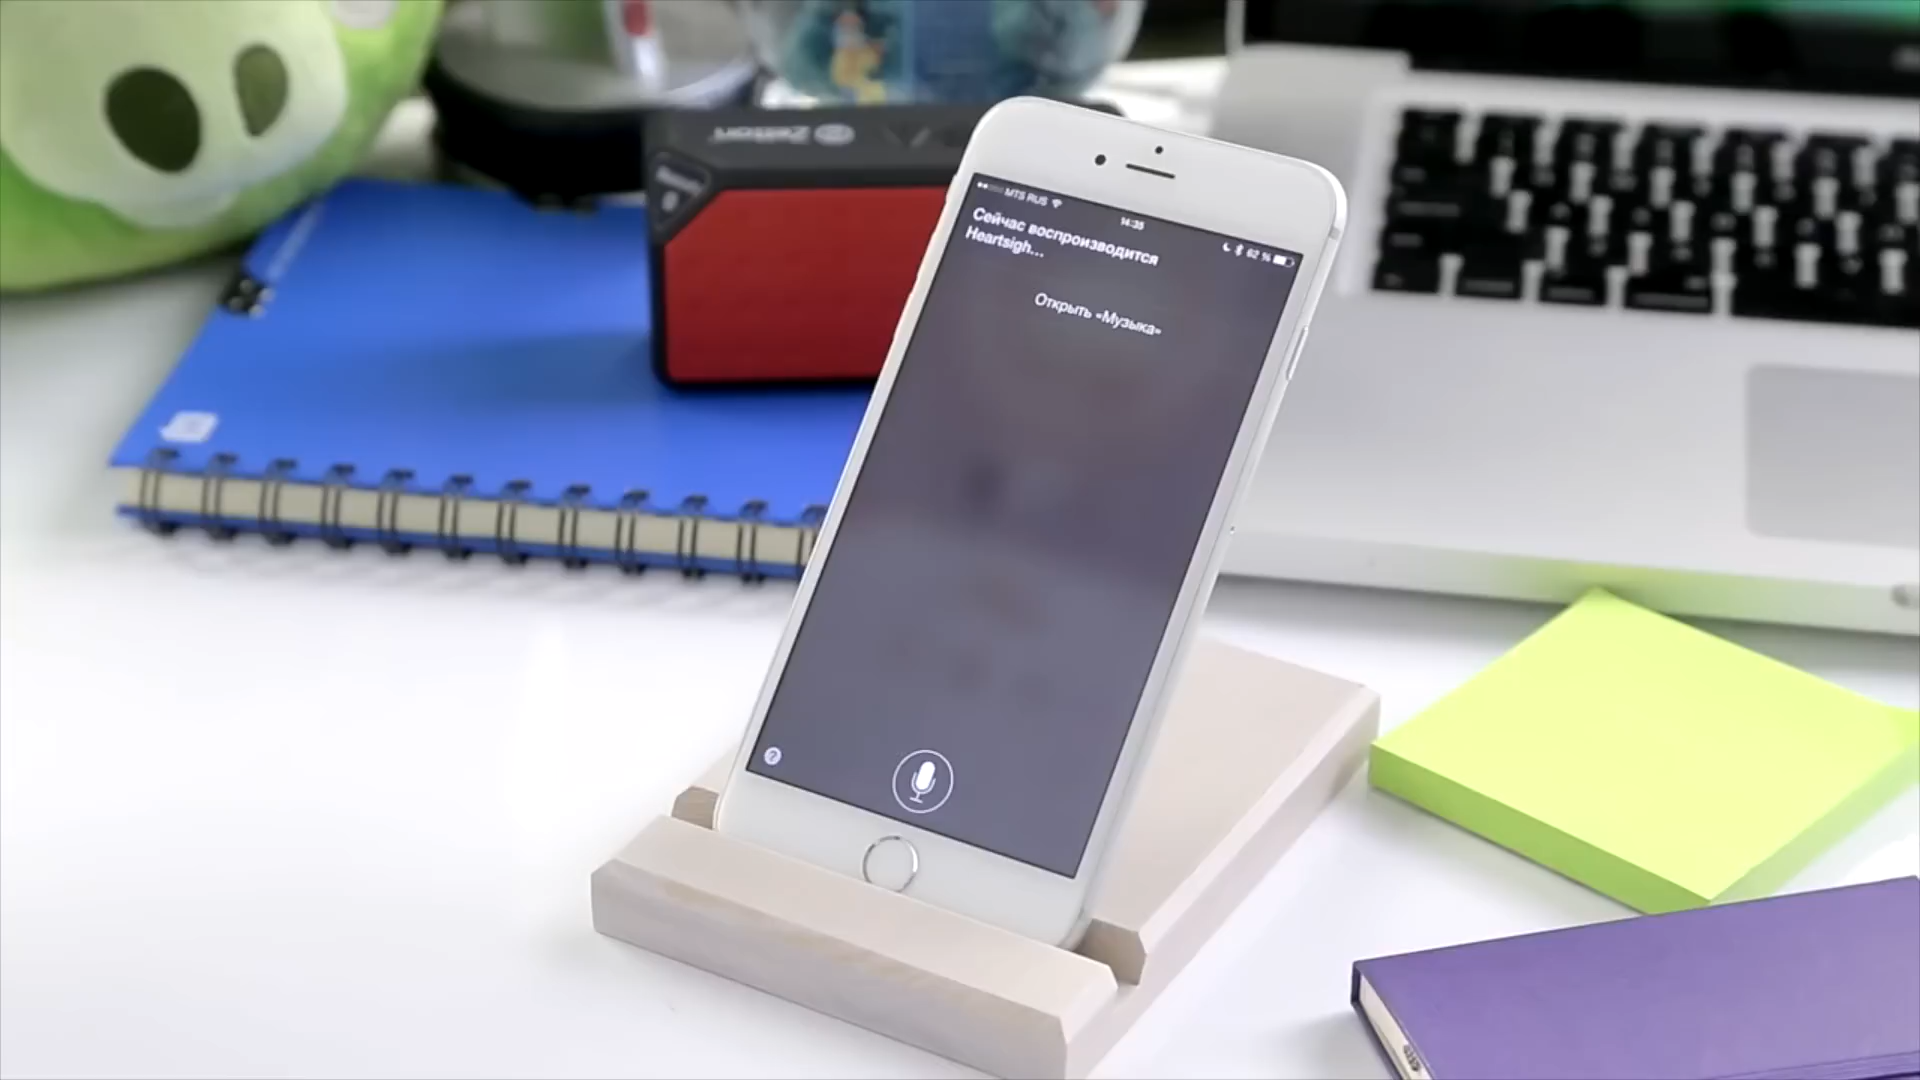 MTS RUS
14:35
62 %
Сейчас воспроизводится
Heartsigh...
Открыть «Музыка»
?